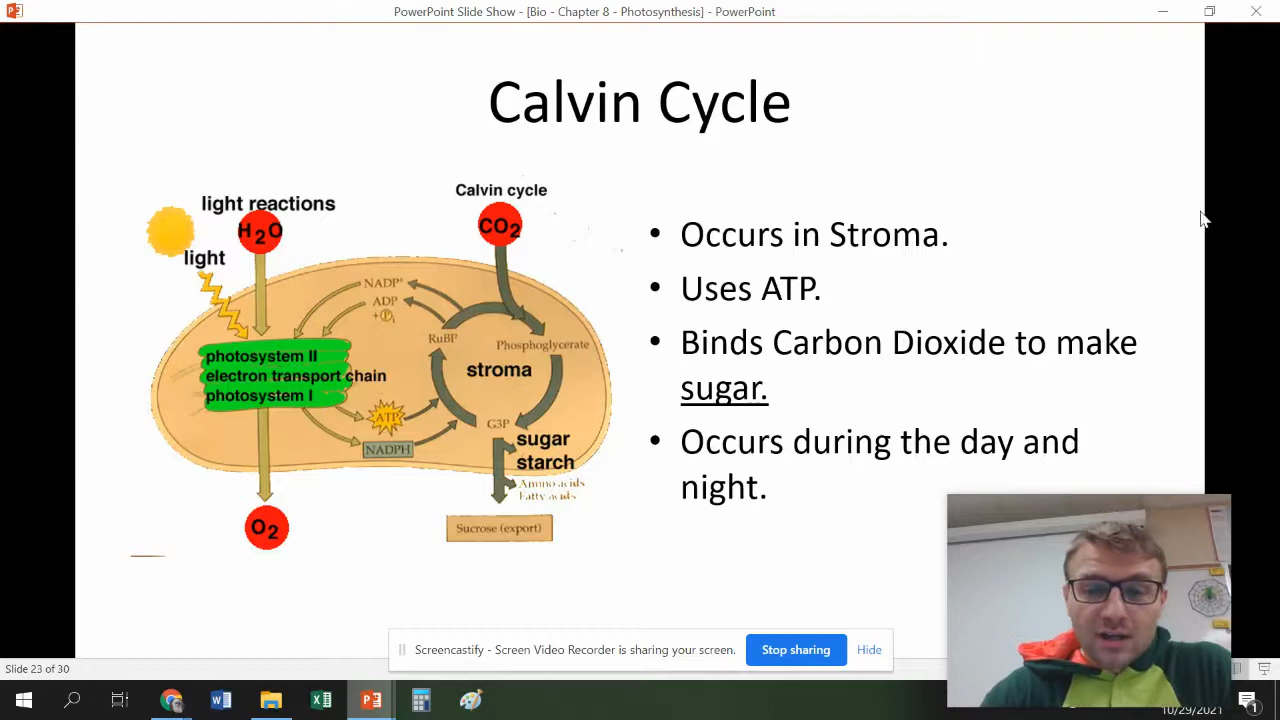 PowerPoint Slide Show - [Bio - Chapter 8 - Photosynthesis] - PowerPoint
Calvin Cycle
light reactions
H2O
light
Calvin cycle
CO2
NADP+
ADP
+ Pi
RuBP
Phosphoglycerate
stroma
photosystem II
electron transport chain
photosystem I
ATP
NADPH
G3P
sugar
starch
Amino acids
Fatty acids
O2
Sucrose (export)
• Occurs in Stroma.
• Uses ATP.
• Binds Carbon Dioxide to make
sugar.
• Occurs during the day and
night.
Screencastify - Screen Video Recorder is sharing your screen.
Stop sharing
Hide
Slide 23 of 30
10/29/2021
1